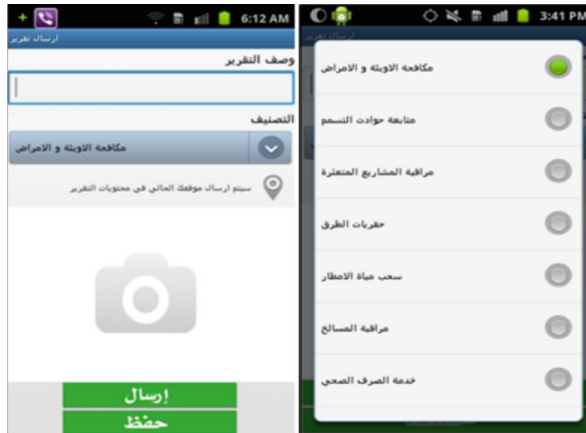 6:12 AM
ارسال تقرير
وصف التقرير
التصنيف
مكافحة الاوبئة و الامراض
سيتم ارسال موقعك الحالي في محتويات التقرير
إرسال
حفظ
3:41 PM
ارسال تقرير
مكافحة الاوبئة و الامراض
متابعة حوادث التسمم
مراقبة المشاريع المتعثرة
حفريات الطرق
سحب مياة الامطار
مراقبة المسالخ
خدمة الصرف الصحي